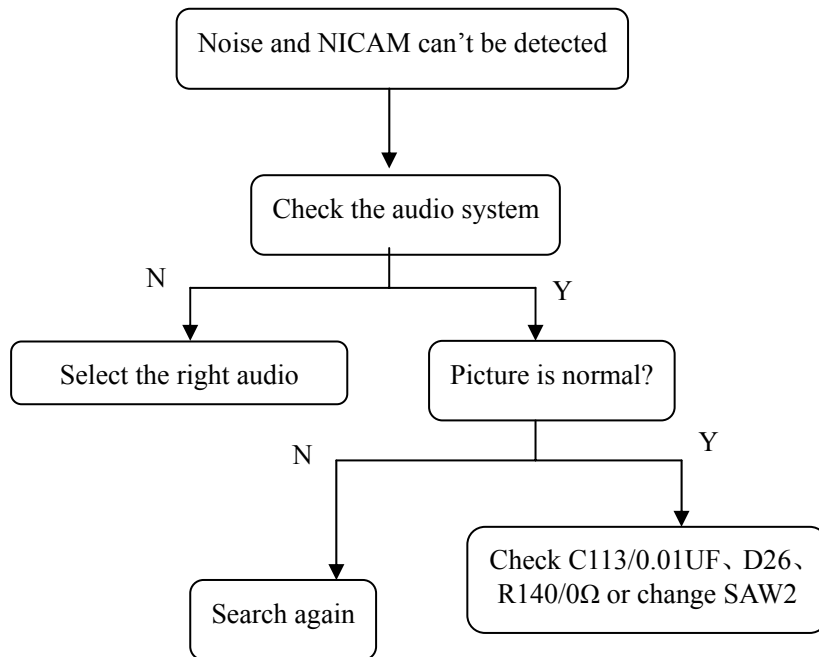 Noise and NICAM can’t be detected
Check the audio system
N
Y
Select the right audio
Picture is normal?
N
Y
Search again
Check C113/0.01UF、D26、
R140/0Ω or change SAW2